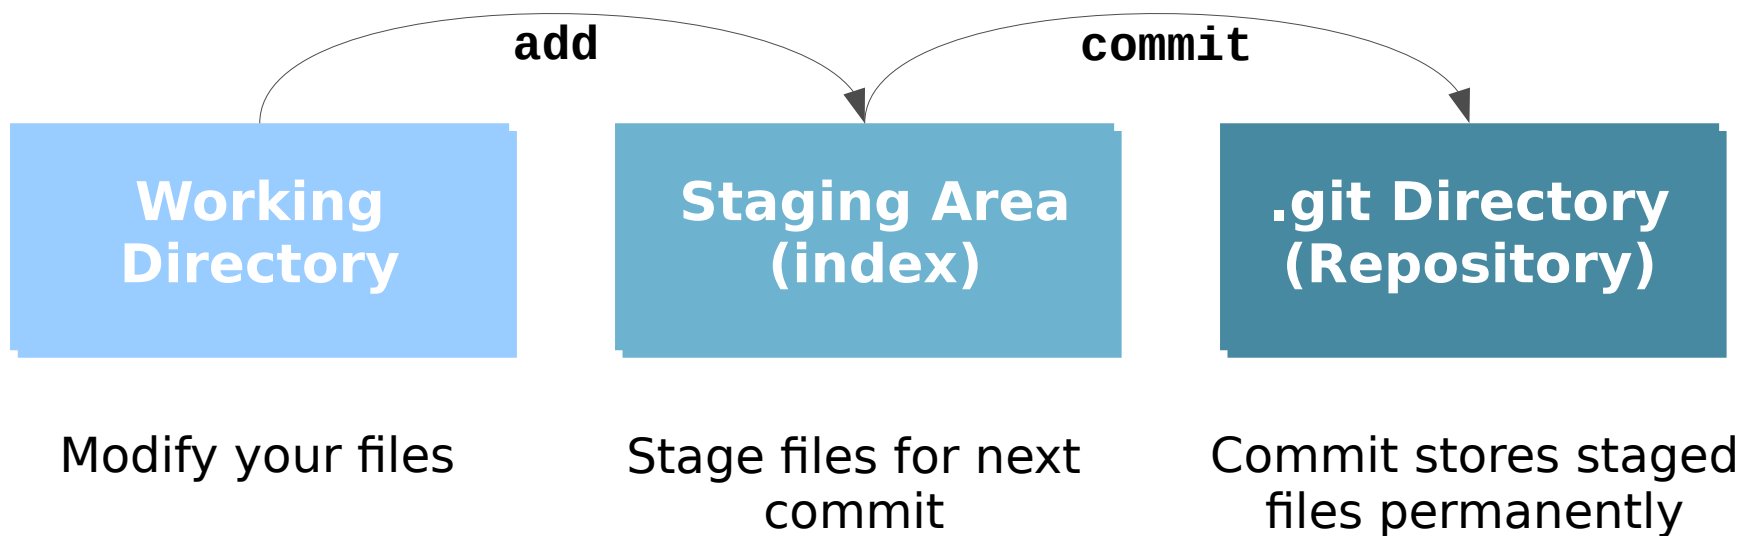 add
commit
Working
Directory
Staging Area
(index)
.git Directory
(Repository)
Modify your files
Stage files for next
commit
Commit stores staged
files permanently